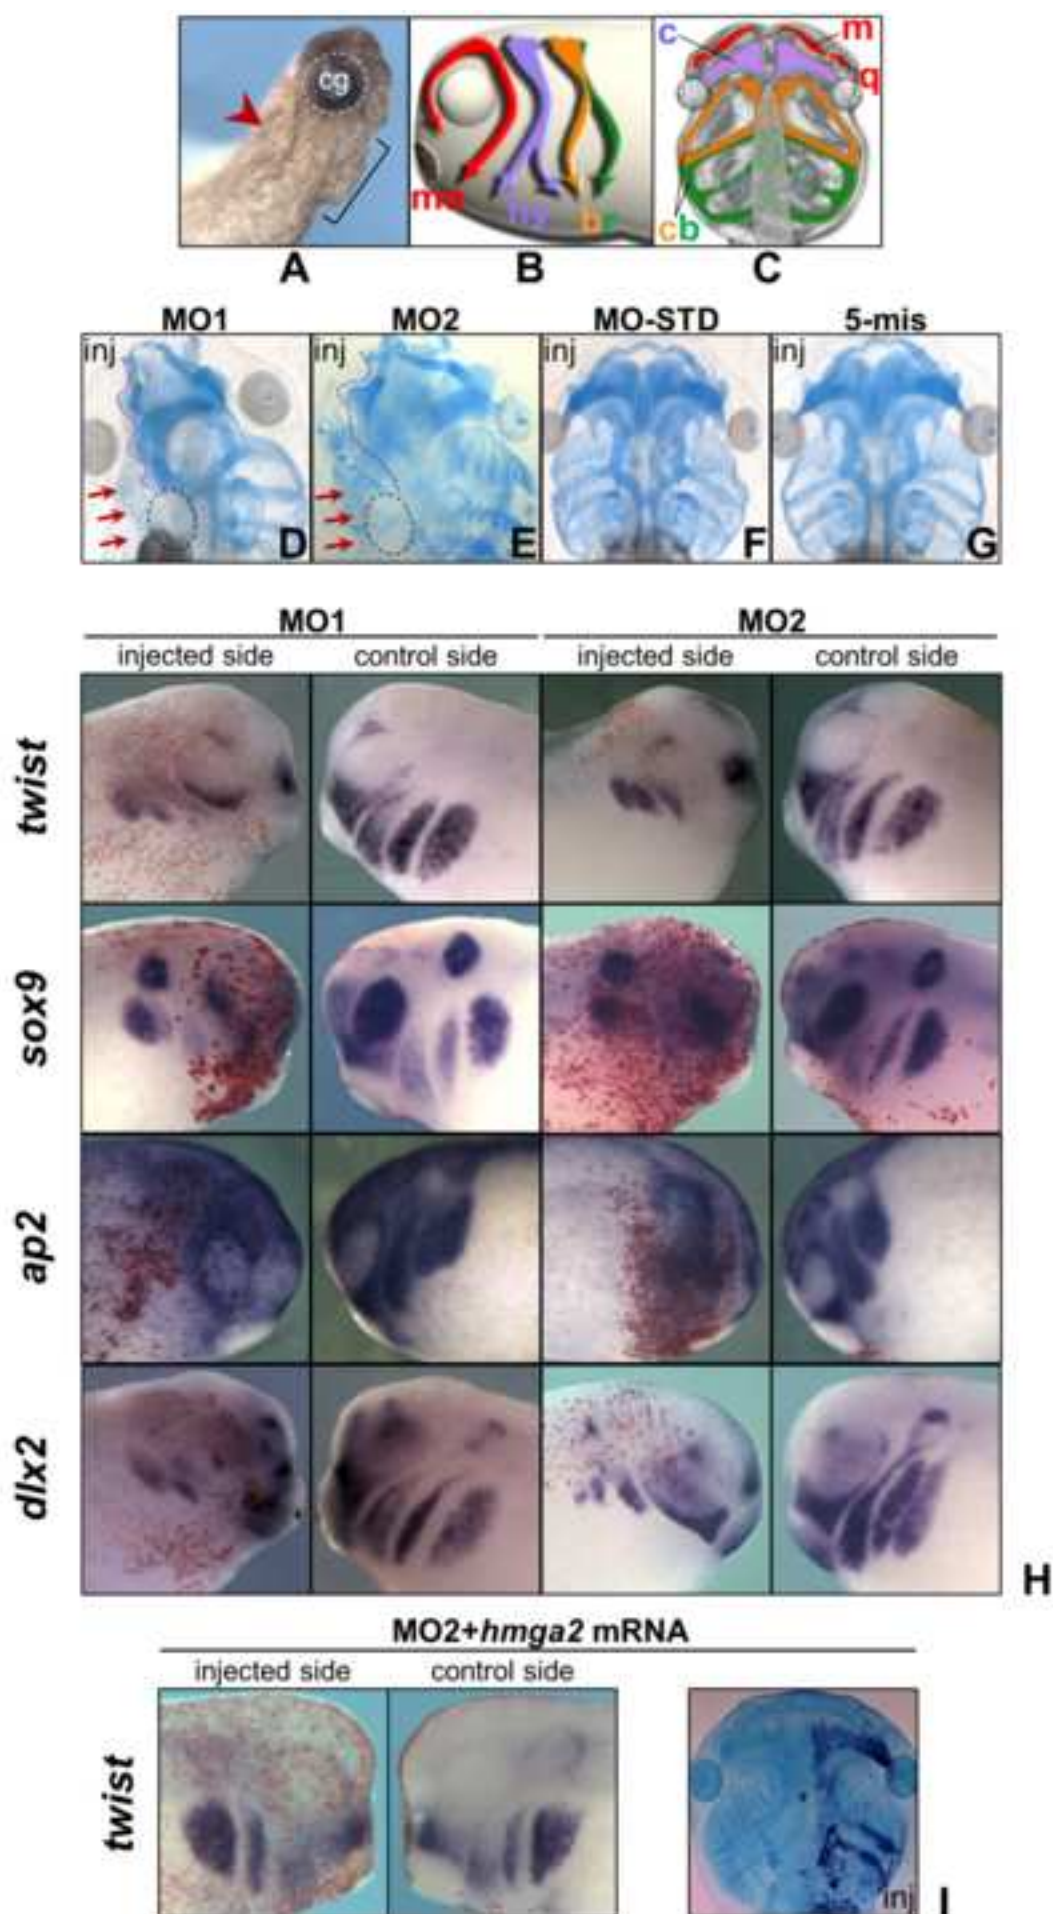 cg
c
m
q
mn
cb
A
B
C
MO1 MO2 MO-STD 5-mis
inj inj inj inj
D E F G
MO1 MO2
injected side control side injected side control side
twist
sox9
ap2
dlx2
H
MO2+hmga2 mRNA
injected side control side
twist
inj
I